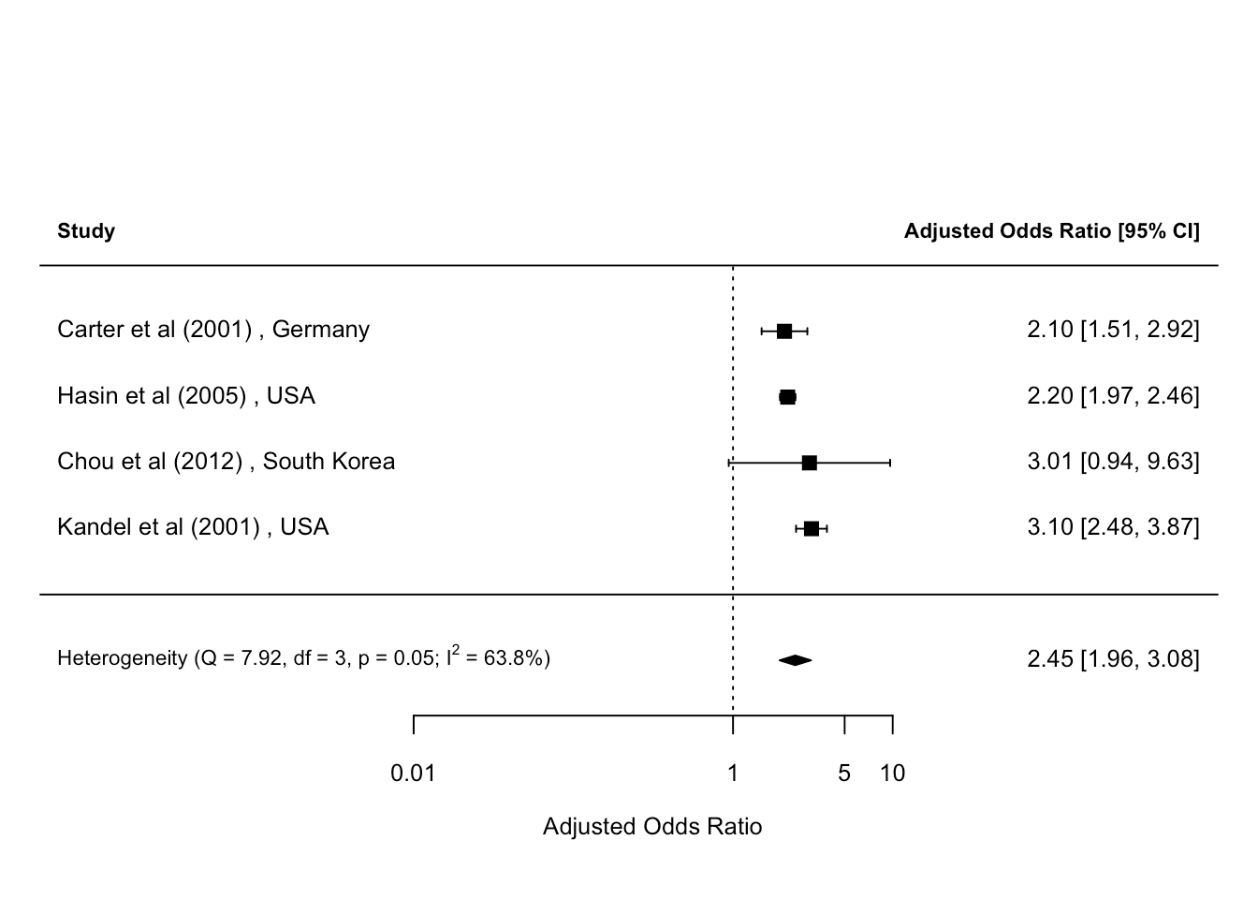 Study Adjusted Odds Ratio [95% CI]
Carter et al (2001) , Germany 2.10 [1.51, 2.92]
Hasin et al (2005) , USA 2.20 [1.97, 2.46]
Chou et al (2012) , South Korea 3.01 [0.94, 9.63]
Kandel et al (2001) , USA 3.10 [2.48, 3.87]
Heterogeneity (Q = 7.92, df = 3, p = 0.05; I² = 63.8%) 2.45 [1.96, 3.08]
0.01 1 5 10
Adjusted Odds Ratio